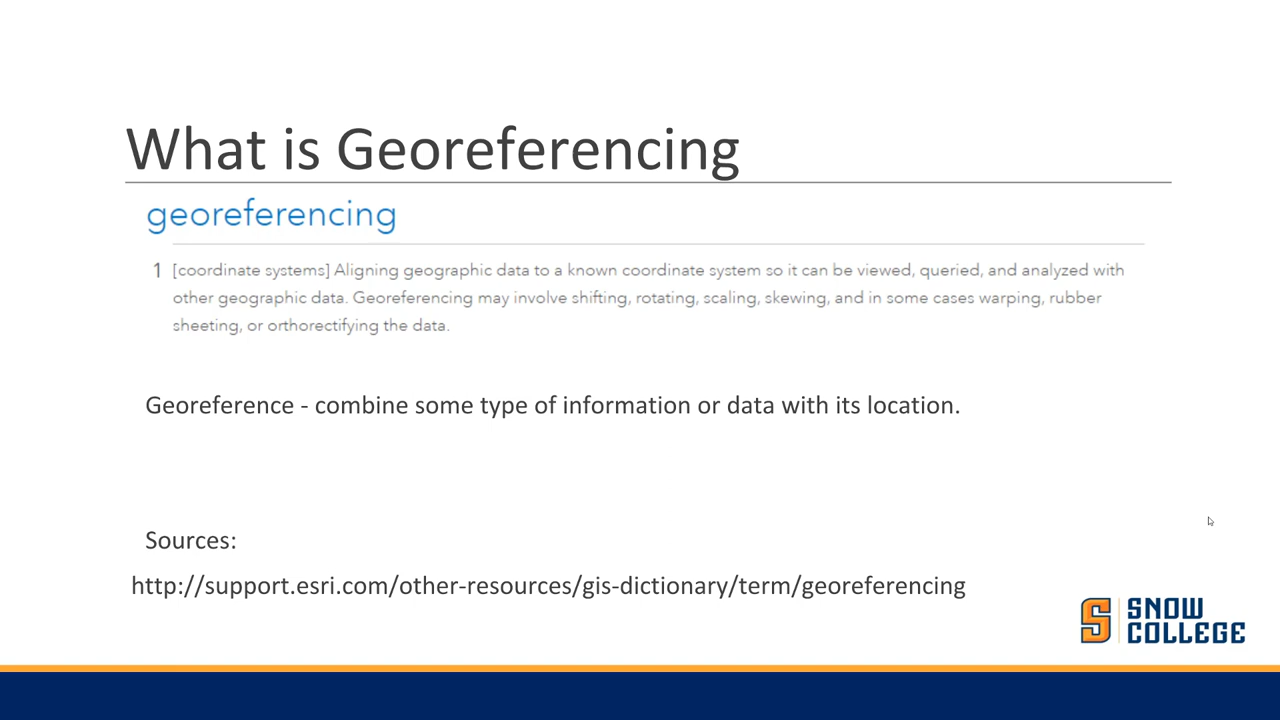 What is Georeferencing
georeferencing
1 [coordinate systems] Aligning geographic data to a known coordinate system so it can be viewed, queried, and analyzed with
other geographic data. Georeferencing may involve shifting, rotating, scaling, skewing, and in some cases warping, rubber
sheeting, or orthorectifying the data.
Georeference - combine some type of information or data with its location.
Sources:
http://support.esri.com/other-resources/gis-dictionary/term/georeferencing
S SNOW
COLLEGE